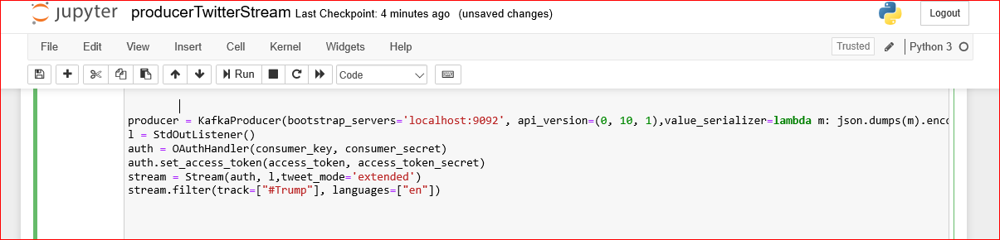 jupyter producerTwitterStream Last Checkpoint: 4 minutes ago (unsaved changes) Logout
File Edit View Insert Cell Kernel Widgets Help Trusted Python 3
Run Code
producer = KafkaProducer(bootstrap_servers='localhost:9092', api_version=(0, 10, 1),value_serializer=lambda m: json.dumps(m).enco
l = StdOutListener()
auth = OAuthHandler(consumer_key, consumer_secret)
auth.set_access_token(access_token, access_token_secret)
stream = Stream(auth, l,tweet_mode='extended')
stream.filter(track=["#Trump"], languages=["en"])